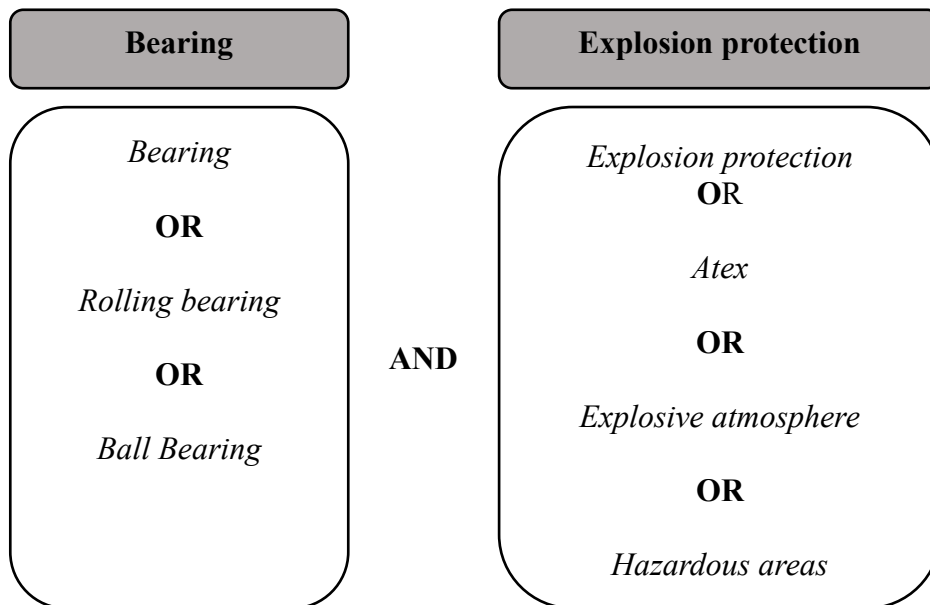 Bearing
Bearing
OR
Rolling bearing
OR
Ball Bearing
AND
Explosion protection
Explosion protection
OR
Atex
OR
Explosive atmosphere
OR
Hazardous areas